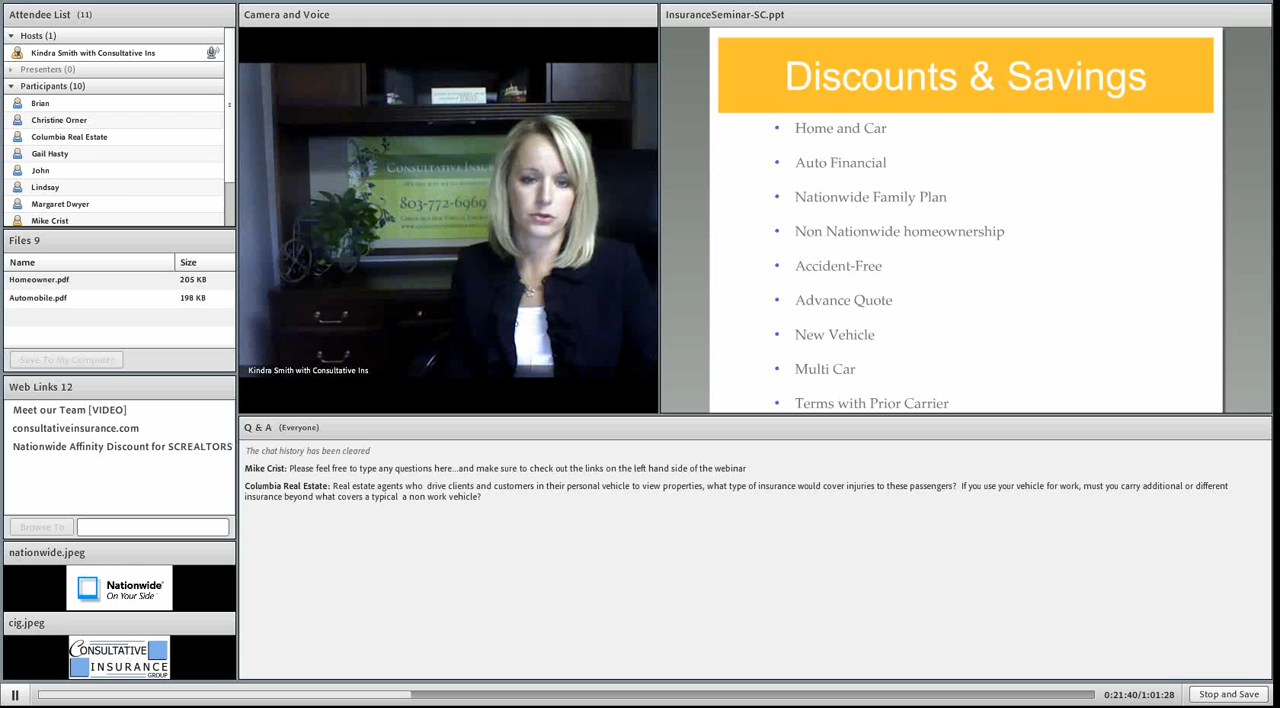 Attendee List (11)
Hosts (1)
Kindra Smith with Consultative Ins
Presenters (0)
Participants (10)
Brian
Christine Orner
Columbia Real Estate
Gail Hasty
John
Lindsay
Margaret Dwyer
Mike Crist
Files 9
Name Size
Homeowner.pdf 205 KB
Automobile.pdf 198 KB
Save To My Computer
Web Links 12
Meet our Team [VIDEO]
consultativeinsurance.com
Nationwide Affinity Discount for SCREALTORS
Browse To
nationwide.jpeg
Nationwide®
On Your Side
cig.jpeg
CONSULTATIVE
INSURANCE
GROUP
Camera and Voice
CONSULTATIVE INSUR
803-772-6969
Kindra Smith with Consultative Ins
InsuranceSeminar-SC.ppt
Discounts & Savings
• Home and Car
• Auto Financial
• Nationwide Family Plan
• Non Nationwide homeownership
• Accident-Free
• Advance Quote
• New Vehicle
• Multi Car
• Terms with Prior Carrier
Q & A (Everyone)
The chat history has been cleared
Mike Crist: Please feel free to type any questions here...and make sure to check out the links on the left hand side of the webinar
Columbia Real Estate: Real estate agents who drive clients and customers in their personal vehicle to view properties, what type of insurance would cover injuries to these passengers? If you use your vehicle for work, must you carry additional or different
insurance beyond what covers a typical a non work vehicle?
0:21:40/1:01:28
Stop and Save